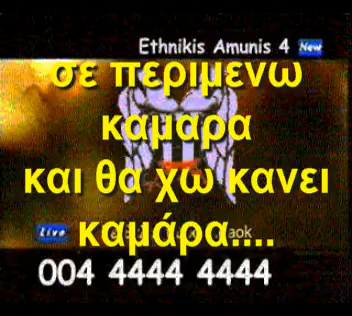 Ethnikis Amunis 4 New
σε περιμενω
καμαρα
και θα χω κανει
Live καμάρα....
004 4444 4444